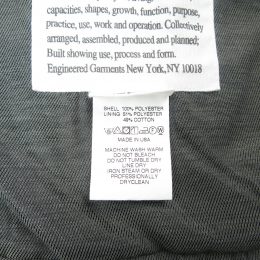 capacities, shapes, growth, function, purpose,
practice, use, work and operation. Collectively
arranged, assembled, produced and planned;
Built showing use, process and form.
Engineered Garments New York, NY 10018
SHELL 100% POLYESTER
LINING 51% POLYESTER
49% COTTON
MADE IN USA
MACHINE WASH WARM
DO NOT BLEACH
DO NOT TUMBLE DRY
LINE DRY
IRON STEAM OR DRY
PROFESSIONALLY
DRYCLEAN